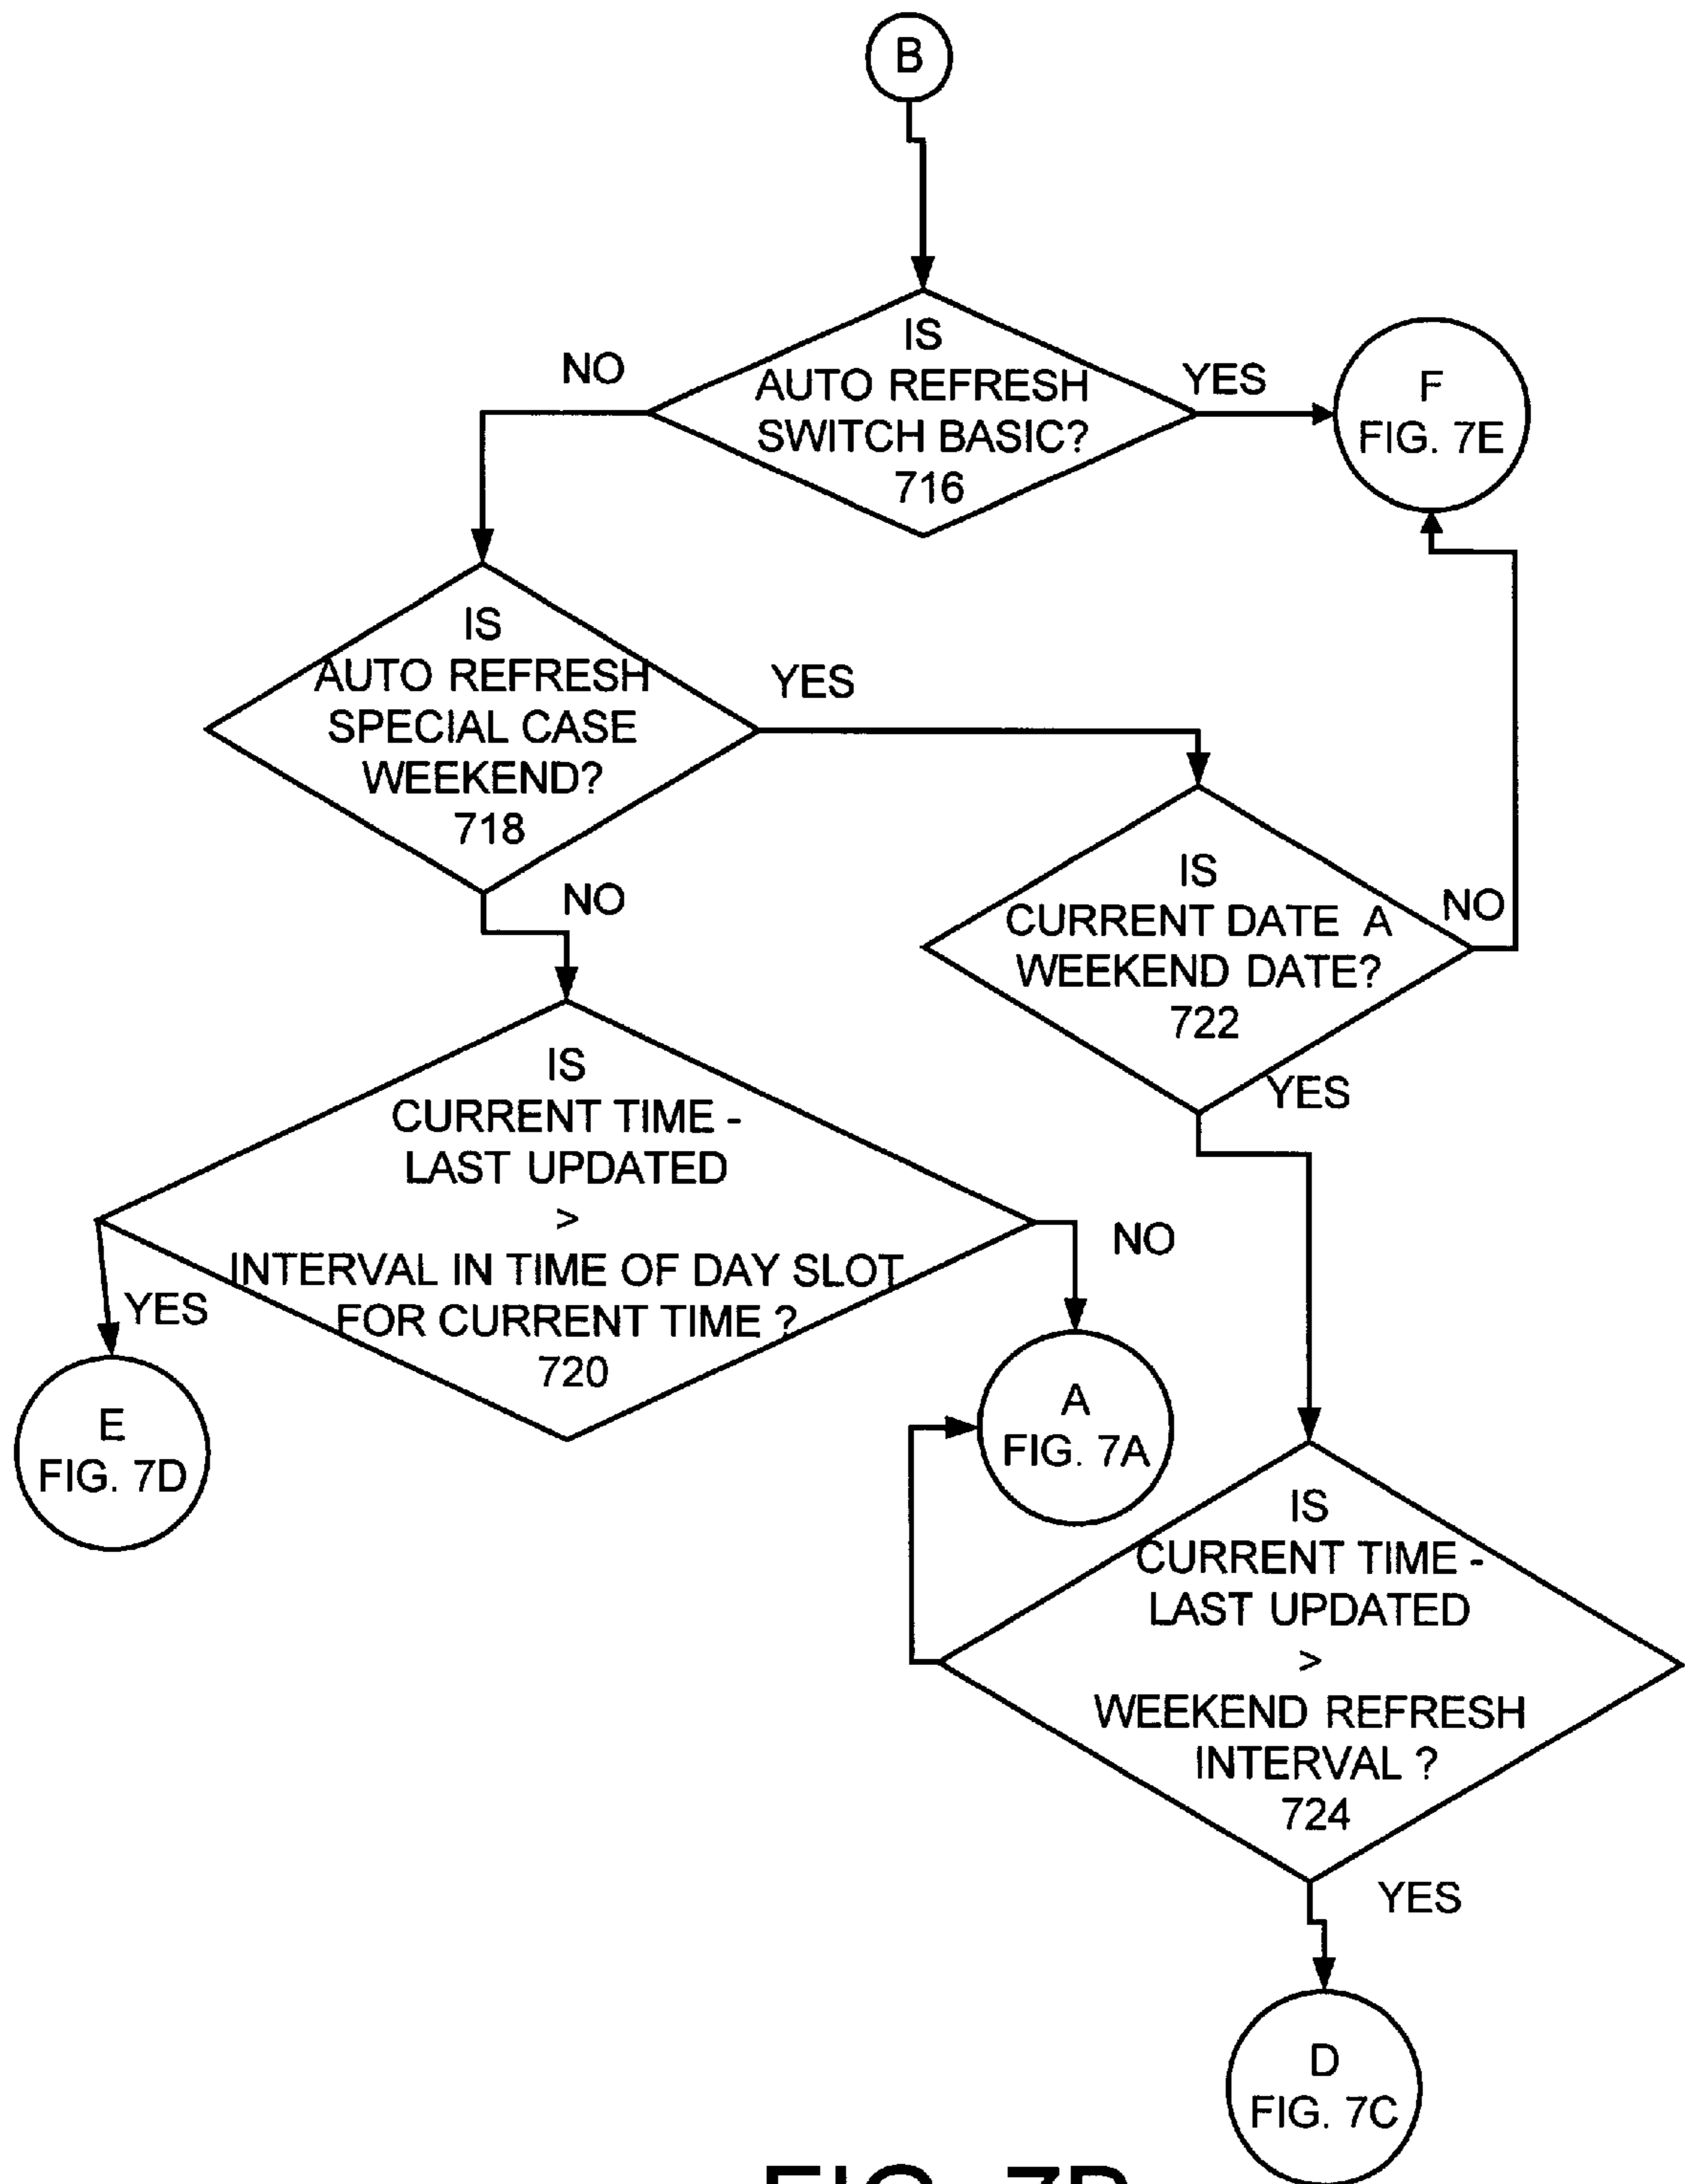 B
IS
AUTO REFRESH
SWITCH BASIC?
716
NO
YES
F
FIG. 7E
IS
AUTO REFRESH
SPECIAL CASE
WEEKEND?
718
YES
NO
IS
CURRENT DATE A
WEEKEND DATE?
722
NO
YES
IS
CURRENT TIME -
LAST UPDATED
>
INTERVAL IN TIME OF DAY SLOT
FOR CURRENT TIME ?
720
NO
YES
E
FIG. 7D
A
FIG. 7A
IS
CURRENT TIME -
LAST UPDATED
>
WEEKEND REFRESH
INTERVAL ?
724
YES
D
FIG. 7C
FIG. 7B